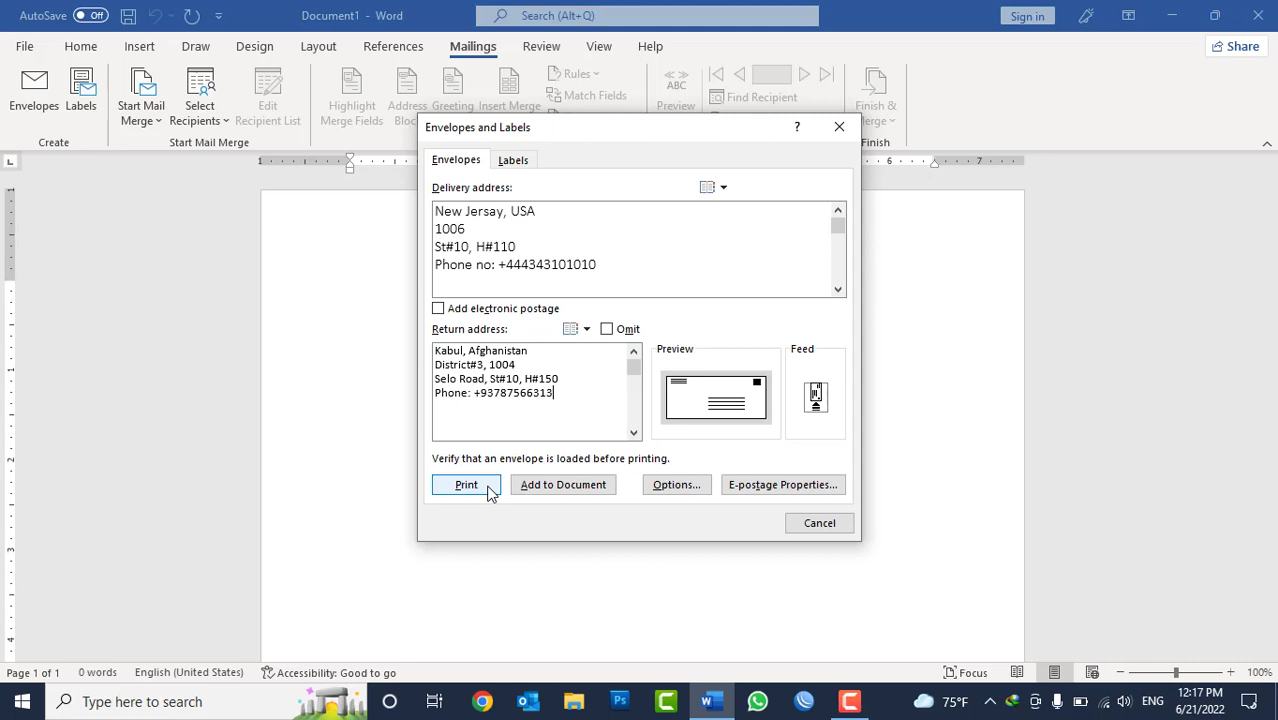 AutoSave Off Document1 - Word Search (Alt+Q) Sign in
File Home Insert Draw Design Layout References Mailings Review View Help Share
Envelopes Labels Start Mail Merge Select Recipients Edit Recipient List Highlight Merge Fields Address Greeting Insert Merge
Rules
Match Fields
ABC
Preview
Find Recipient
Finish &
Create Start Mail Merge Finish
Envelopes and Labels ?
Envelopes Labels
Delivery address:
New Jersay, USA
1006
St#10, H#110
Phone no: +444343101010
Add electronic postage
Return address: Omit
Kabul, Afghanistan
District#3, 1004
Selo Road, St#10, H#150
Phone: +93787566313
Preview Feed
Verify that an envelope is loaded before printing.
Print Add to Document Options... E-postage Properties...
Cancel
Page 1 of 1 0 words English (United States) Accessibility: Good to go Focus 100%
Type here to search 75°F ENG 12:17 PM
6/21/2022